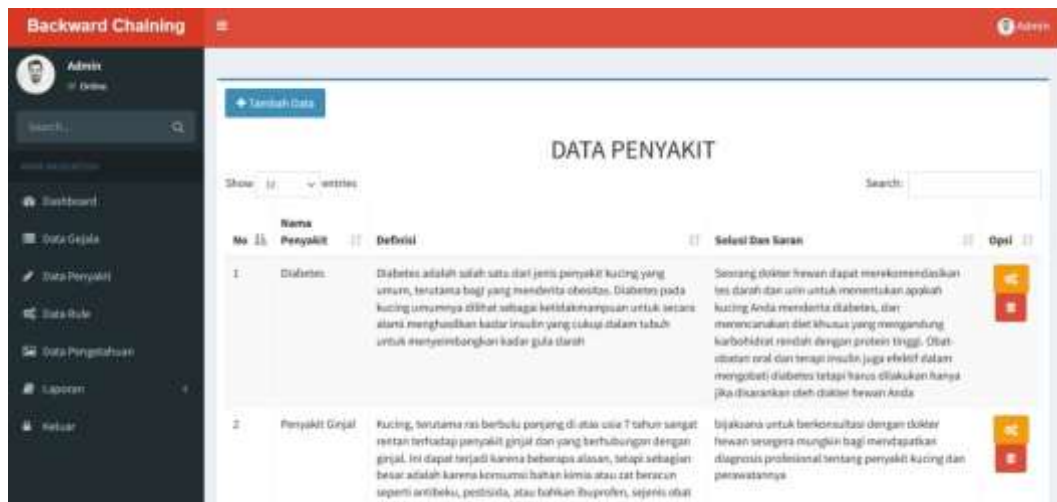 Backward Chaining
Admin
Admin
Online
Search...
+ Tambah Data
DATA PENYAKIT
Show 10 entries
Search:
Dashboard
Data Gejala
Data Penyakit
Data Rule
Data Pengetahuan
Laporan
Keluar
No Nama Penyakit Definisi Solusi Dan Saran Opsi
1 Diabetes
Diabetes adalah salah satu dari jenis penyakit kucing yang
umum, terutama bagi yang menderita obesitas. Diabetes pada
kucing umumnya dilihat sebagai ketidakmampuan untuk secara
alami menghasilkan kadar insulin yang cukup dalam tubuh
untuk menyeimbangkan kadar gula darah
Seorang dokter hewan dapat merekomendasikan
tes darah dan urin untuk menentukan apakah
kucing Anda menderita diabetes, dan
merencanakan diet khusus yang mengandung
karbohidrat rendah dengan protein tinggi. Obat-
obatan oral dan terapi insulin juga efektif dalam
mengobati diabetes tetapi harus dilakukan hanya
jika disarankan oleh dokter hewan Anda
2 Penyakit Ginjal
Kucing, terutama ras berbulu panjang di atas usia 7 tahun sangat
rentan terhadap penyakit ginjal dan yang berhubungan dengan
ginjal. Ini dapat terjadi karena beberapa alasan, tetapi sebagian
besar adalah karena konsumsi bahan kimia atau zat beracun
seperti antibeku, pestisida, atau bahkan ibuprofen, sejenis obat
bijaksana untuk berkonsultasi dengan dokter
hewan sesegera mungkin bagi mendapatkan
diagnosis profesional tentang penyakit kucing dan
perawatannya